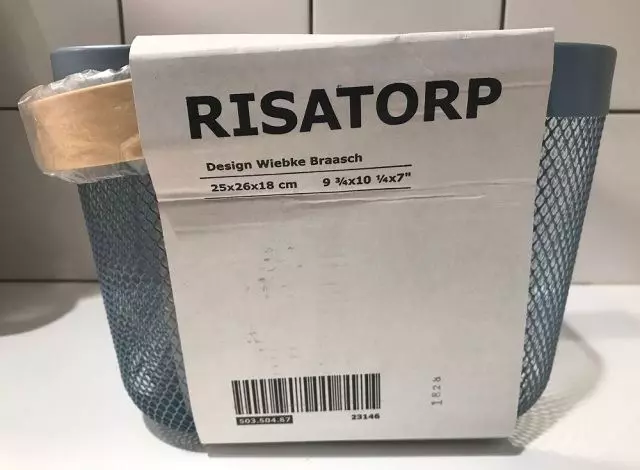 RISATORP
Design Wiebke Braasch
25x26x18 cm 9 ¾x10 ¼x7"
503.504.87 23146
1828